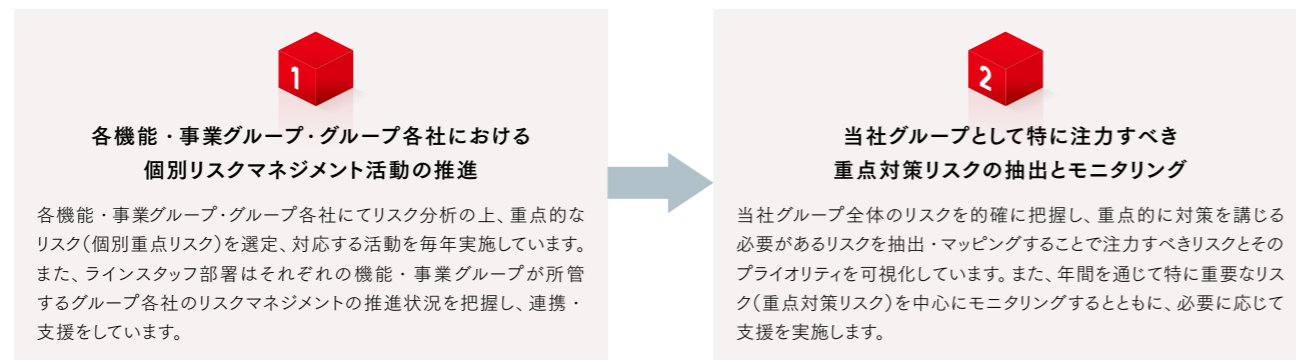 1
各機能・事業グループ・グループ各社における
個別リスクマネジメント活動の推進
各機能・事業グループ・グループ各社にてリスク分析の上、重点的な
リスク(個別重点リスク)を選定、対応する活動を毎年実施しています。
また、ラインスタッフ部署はそれぞれの機能・事業グループが所管
するグループ各社のリスクマネジメントの推進状況を把握し、連携・
支援をしています。
2
当社グループとして特に注力すべき
重点対策リスクの抽出とモニタリング
当社グループ全体のリスクを的確に把握し、重点的に対策を講じる
必要があるリスクを抽出・マッピングすることで注力すべきリスクとその
プライオリティを可視化しています。また、年間を通じて特に重要なリス
ク(重点対策リスク)を中心にモニタリングするとともに、必要に応じて
支援を実施します。